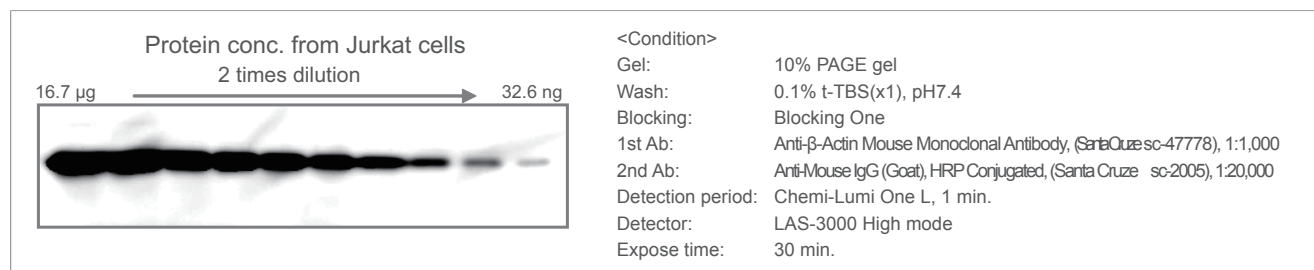 Protein conc. from Jurkat cells
2 times dilution
16.7 µg
32.6 ng
<Condition>
Gel: 10% PAGE gel
Wash: 0.1% t-TBS(x1), pH7.4
Blocking: Blocking One
1st Ab: Anti-β-Actin Mouse Monoclonal Antibody, (Santa Cruze sc-47778), 1:1,000
2nd Ab: Anti-Mouse IgG (Goat), HRP Conjugated, (Santa Cruze sc-2005), 1:20,000
Detection period: Chemi-Lumi One L, 1 min.
Detector: LAS-3000 High mode
Expose time: 30 min.